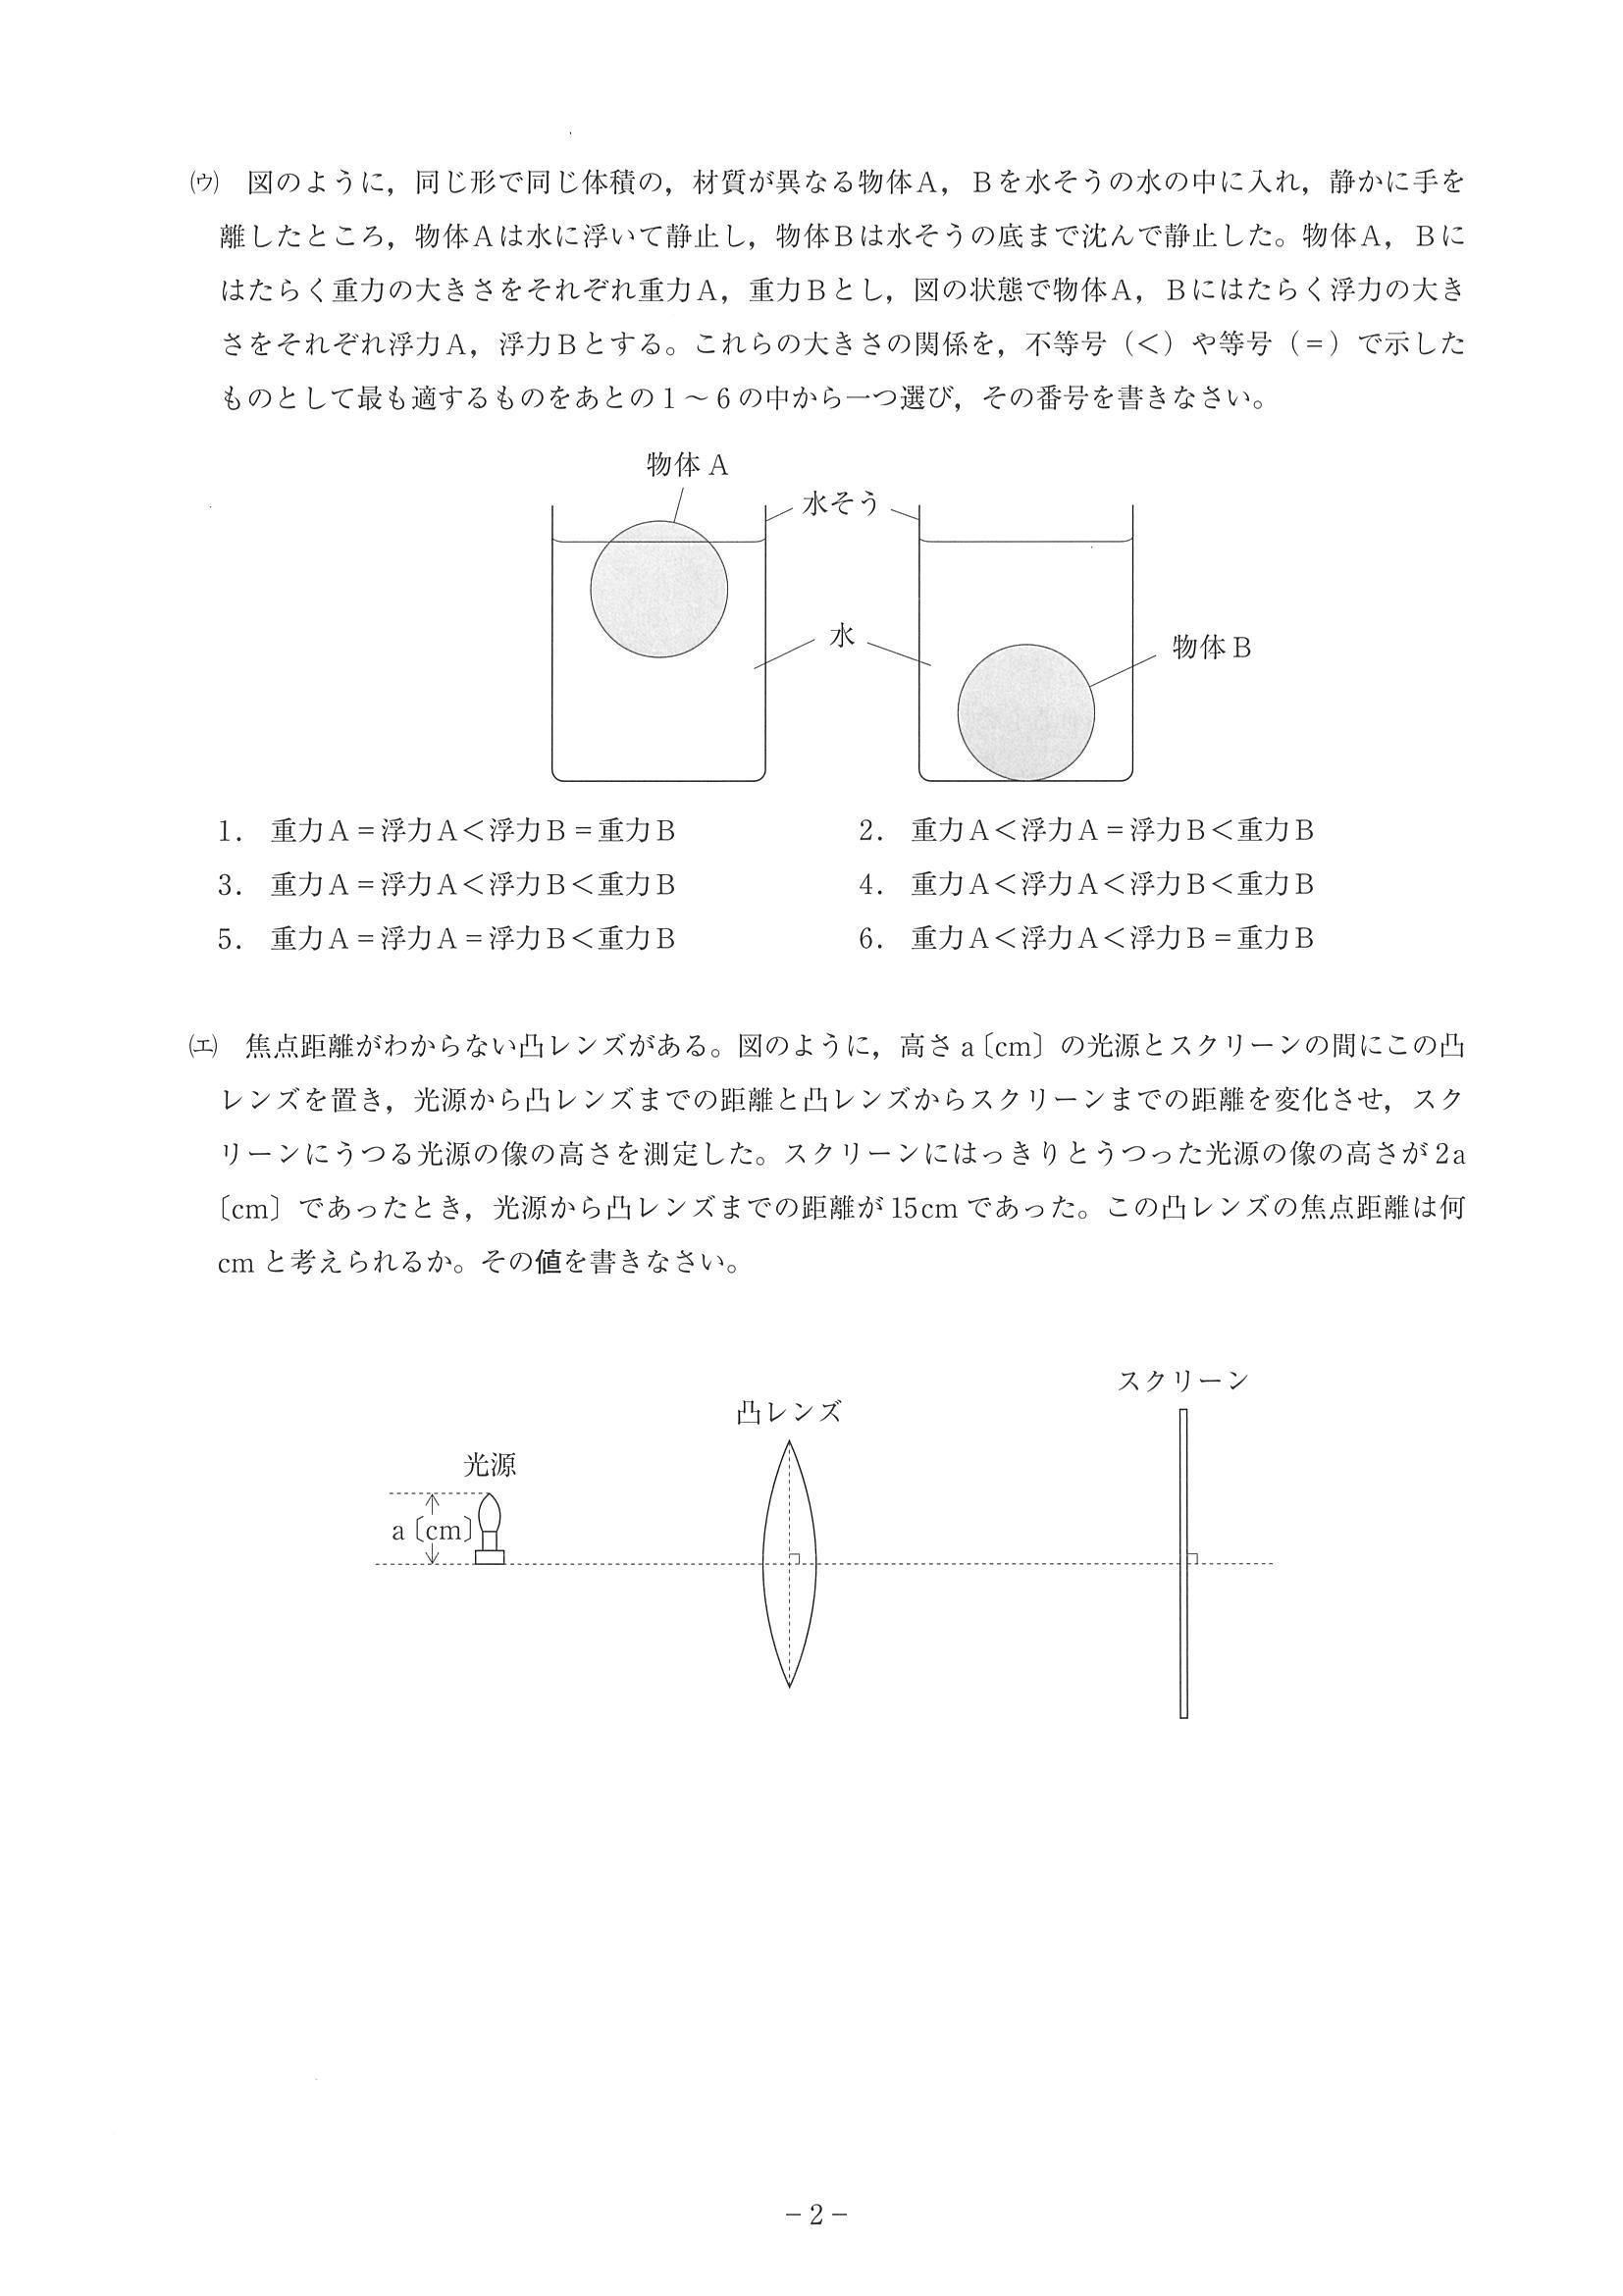 (ウ) 図のように，同じ形で同じ体積の，材質が異なる物体A，Bを水そうの水の中に入れ，静かに手を
離したところ，物体Aは水に浮いて静止し，物体Bは水そうの底まで沈んで静止した。物体A，Bに
はたらく重力の大きさをそれぞれ重力A，重力Bとし，図の状態で物体A，Bにはたらく浮力の大き
さをそれぞれ浮力A，浮力Bとする。これらの大きさの関係を，不等号（＜）や等号（＝）で示した
ものとして最も適するものをあとの1～6の中から一つ選び，その番号を書きなさい。
物体A
水そう
水
物体B
1. 重力A＝浮力A＜浮力B＝重力B
2. 重力A＜浮力A＝浮力B＜重力B
3. 重力A＝浮力A＜浮力B＜重力B
4. 重力A＜浮力A＜浮力B＜重力B
5. 重力A＝浮力A＝浮力B＜重力B
6. 重力A＜浮力A＜浮力B＝重力B
(エ) 焦点距離がわからない凸レンズがある。図のように，高さa〔cm〕の光源とスクリーンの間にこの凸
レンズを置き，光源から凸レンズまでの距離と凸レンズからスクリーンまでの距離を変化させ，スク
リーンにうつる光源の像の高さを測定した。スクリーンにはっきりとうつった光源の像の高さが2a
〔cm〕であったとき，光源から凸レンズまでの距離が15cmであった。この凸レンズの焦点距離は何
cmと考えられるか。その値を書きなさい。
スクリーン
凸レンズ
光源
a〔cm〕
－2－